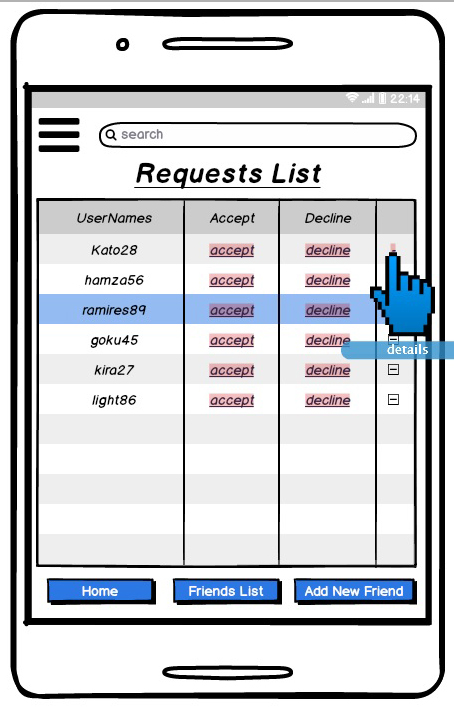 22:14
search
Requests List
UserNames Accept Decline
Kato28 accept decline
hamza56 accept decline
ramires89 accept decline
goku45 accept decline
details
kira27 accept decline
light86 accept decline
Home Friends List Add New Friend